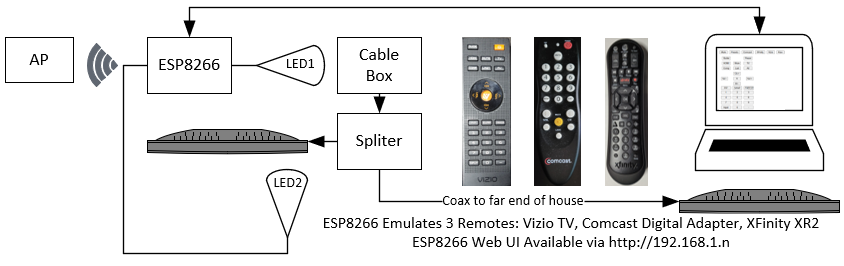 AP
ESP8266
LED1
Cable
Box
Spliter
LED2
VIZIO
COMCAST
xfinity
Coax to far end of house
ESP8266 Emulates 3 Remotes: Vizio TV, Comcast Digital Adapter, XFinity XR2
ESP8266 Web UI Available via http://192.168.1.n